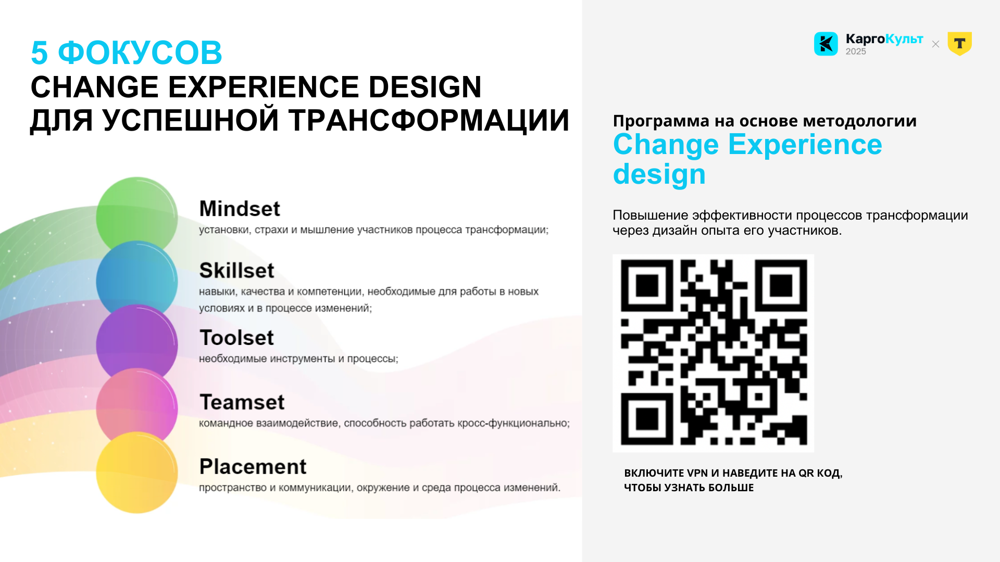 5 ФОКУСОВ
CHANGE EXPERIENCE DESIGN
ДЛЯ УСПЕШНОЙ ТРАНСФОРМАЦИИ
Mindset
установки, страхи и мышление участников процесса трансформации;
Skillset
навыки, качества и компетенции, необходимые для работы в новых
условиях и в процессе изменений;
Toolset
необходимые инструменты и процессы;
Teamset
командное взаимодействие, способность работать кросс-функционально;
Placement
пространство и коммуникации, окружение и среда процесса изменений.
КаргоКульт
2025
Т
Программа на основе методологии
Change Experience
design
Повышение эффективности процессов трансформации
через дизайн опыта его участников.
ВКЛЮЧИТЕ VPN И НАВЕДИТЕ НА QR КОД,
ЧТОБЫ УЗНАТЬ БОЛЬШЕ